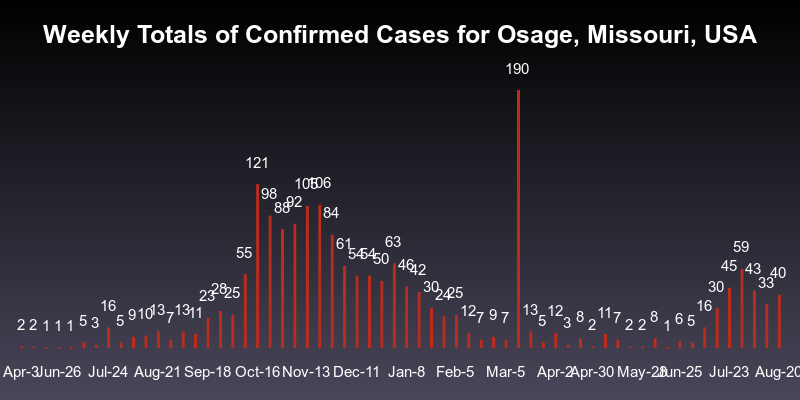 Weekly Totals of Confirmed Cases for Osage, Missouri, USA
2 2 1 1 1 5 3 16 5 9 10 13 7 13 11 23 28 25 55 121 98 88 92 105 106 84 61 54 54 50 63 46 42 30 24 25 12 7 9 7 190 13 5 12 3 8 2 11 7 2 2 8 1 6 5 16 30 45 59 43 33 40
Apr-3 Jun-26 Jul-24 Aug-21 Sep-18 Oct-16 Nov-13 Dec-11 Jan-8 Feb-5 Mar-5 Apr-2 Apr-30 May-28 Jun-25 Jul-23 Aug-20